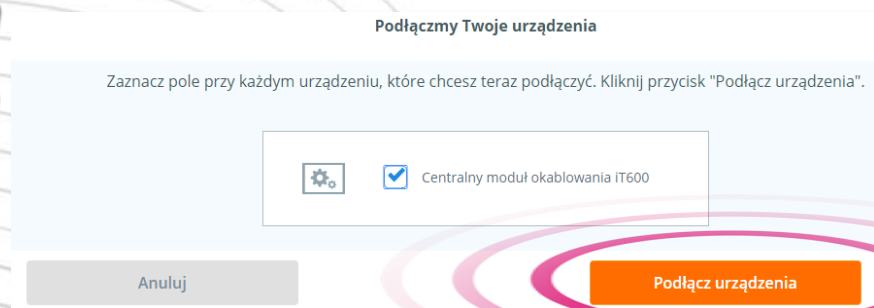 Podłączmy Twoje urządzenia
Zaznacz pole przy każdym urządzeniu, które chcesz teraz podłączyć. Kliknij przycisk "Podłącz urządzenia".
Centralny moduł okablowania iT600
Anuluj
Podłącz urządzenia